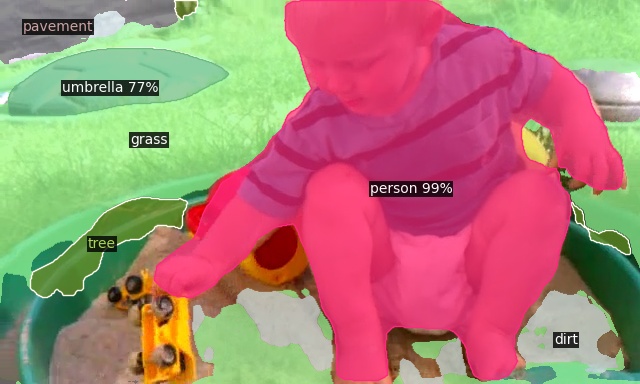 pavement
umbrella 77%
grass
person 99%
tree
dirt